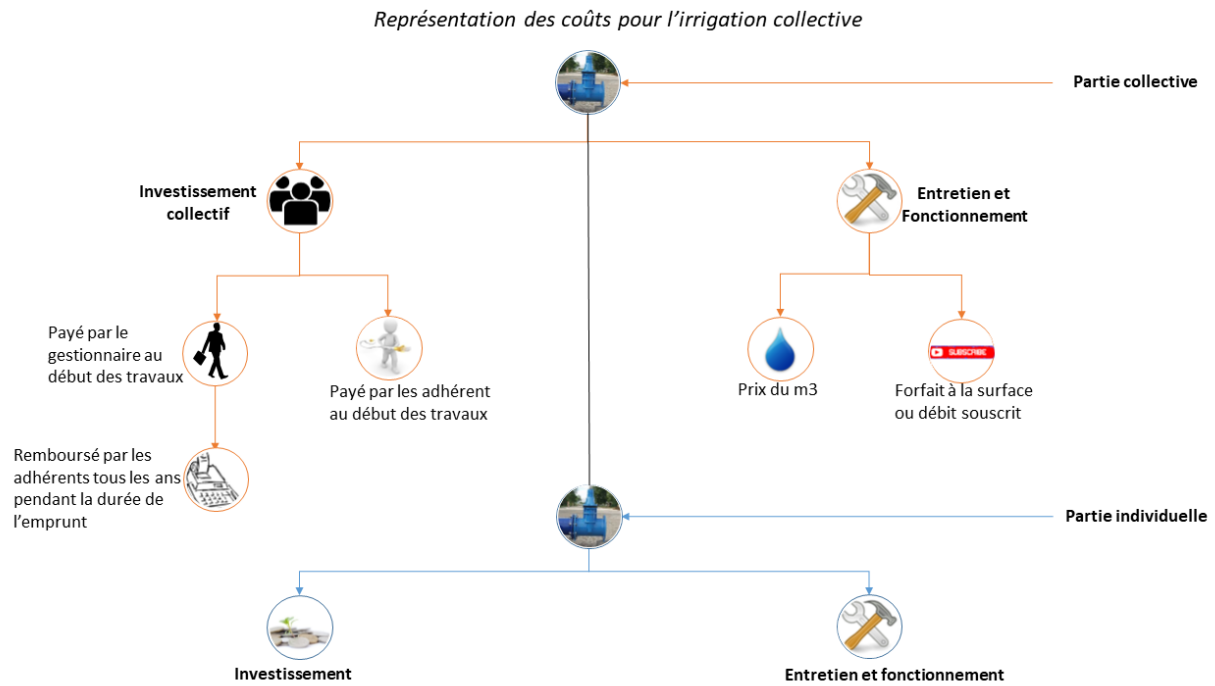 Représentation des coûts pour l'irrigation collective
Partie collective
Investissement
collectif
Entretien et
Fonctionnement
Payé par le
gestionnaire au
début des travaux
Payé par les adhérent
au début des travaux
Prix du m3
SUBSCRIBE
Forfait à la surface
ou débit souscrit
Remboursé par les
adhérents tous les ans
pendant la durée de
l'emprunt
Partie individuelle
Investissement
Entretien et fonctionnement